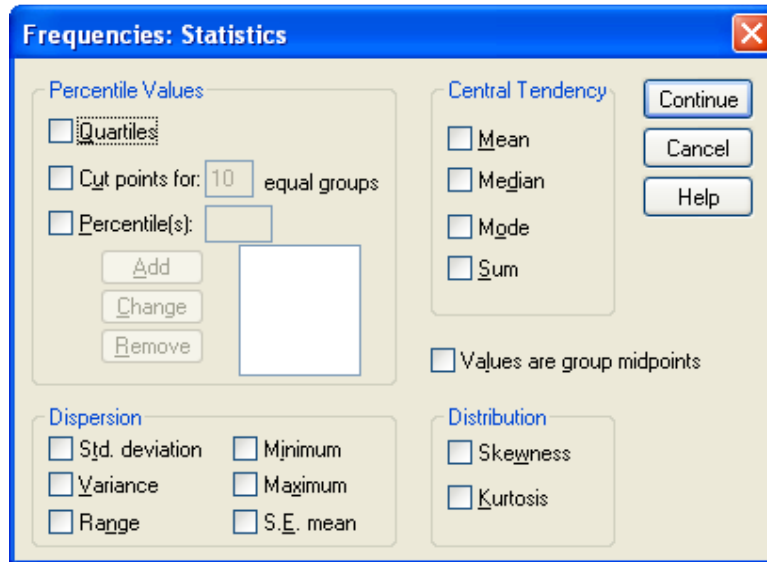 Frequencies: Statistics
Percentile Values
Quartiles
Cut points for: 10 equal groups
Percentile(s):
Add
Change
Remove
Central Tendency
Mean
Median
Mode
Sum
Continue
Cancel
Help
Values are group midpoints
Dispersion
Std. deviation
Variance
Range
Minimum
Maximum
S.E. mean
Distribution
Skewness
Kurtosis